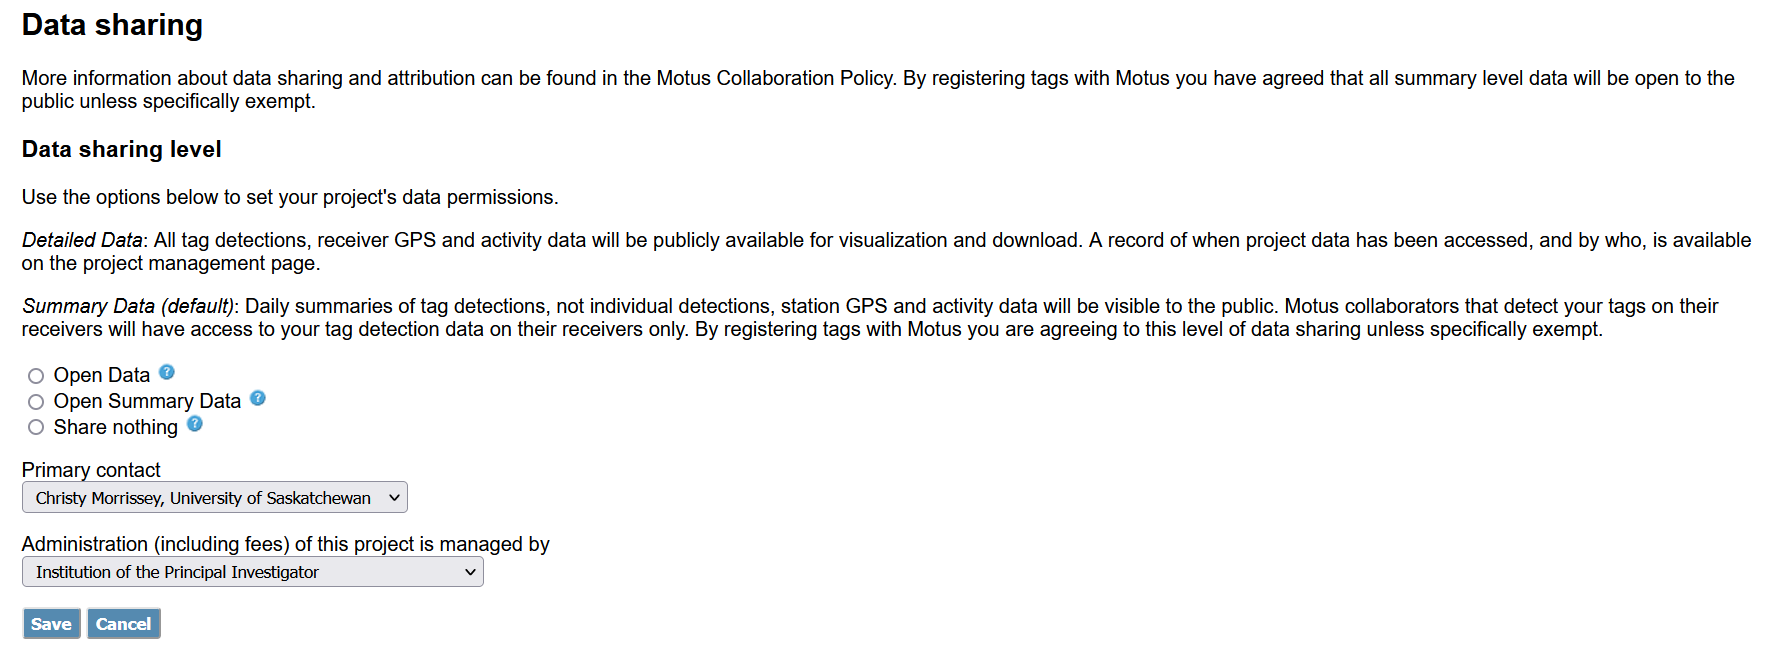 Data sharing
More information about data sharing and attribution can be found in the Motus Collaboration Policy. By registering tags with Motus you have agreed that all summary level data will be open to the
public unless specifically exempt.
Data sharing level
Use the options below to set your project's data permissions.
Detailed Data: All tag detections, receiver GPS and activity data will be publicly available for visualization and download. A record of when project data has been accessed, and by who, is available
on the project management page.
Summary Data (default): Daily summaries of tag detections, not individual detections, station GPS and activity data will be visible to the public. Motus collaborators that detect your tags on their
receivers will have access to your tag detection data on their receivers only. By registering tags with Motus you are agreeing to this level of data sharing unless specifically exempt.
Open Data ?
Open Summary Data ?
Share nothing ?
Primary contact
Christy Morrissey, University of Saskatchewan
Administration (including fees) of this project is managed by
Institution of the Principal Investigator
Save Cancel